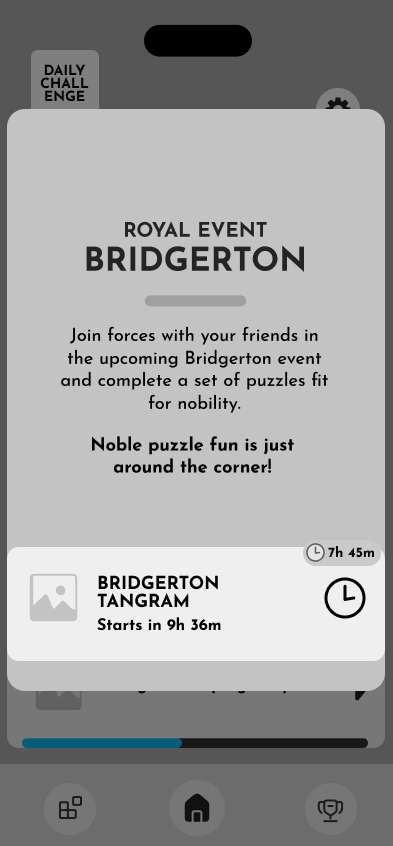 DAILY
CHALL
ENGE
ROYAL EVENT
BRIDGERTON
Join forces with your friends in
the upcoming Bridgerton event
and complete a set of puzzles fit
for nobility.
Noble puzzle fun is just
around the corner!
7h 45m
BRIDGERTON
TANGRAM
Starts in 9h 36m